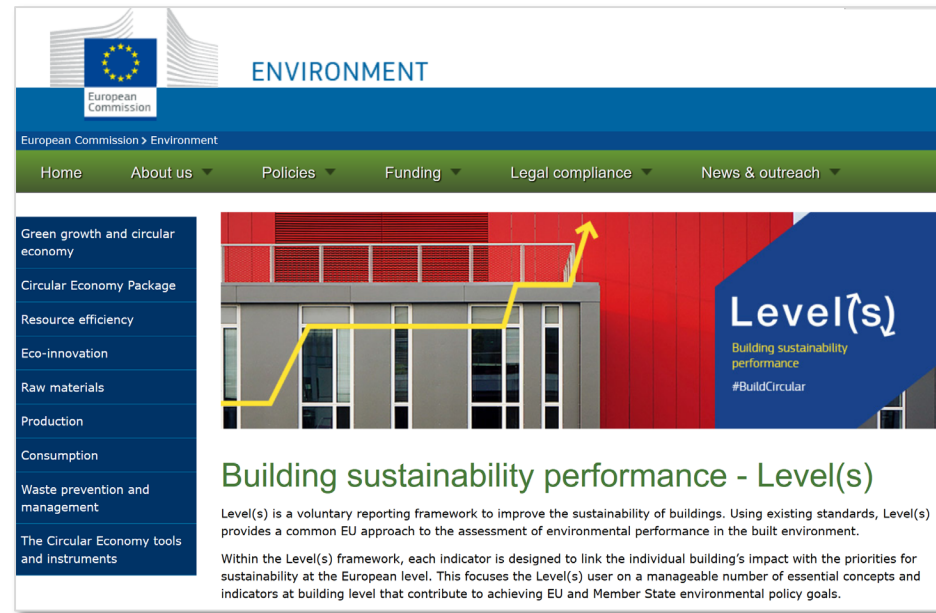 European
Commission
ENVIRONMENT
European Commission > Environment
Home About us Policies Funding Legal compliance News & outreach
Green growth and circular
economy
Circular Economy Package
Resource efficiency
Eco-innovation
Raw materials
Production
Consumption
Waste prevention and
management
The Circular Economy tools
and instruments
Level(s)
Building sustainability
performance
#BuildCircular
Building sustainability performance - Level(s)
Level(s) is a voluntary reporting framework to improve the sustainability of buildings. Using existing standards, Level(s)
provides a common EU approach to the assessment of environmental performance in the built environment.
Within the Level(s) framework, each indicator is designed to link the individual building’s impact with the priorities for
sustainability at the European level. This focuses the Level(s) user on a manageable number of essential concepts and
indicators at building level that contribute to achieving EU and Member State environmental policy goals.